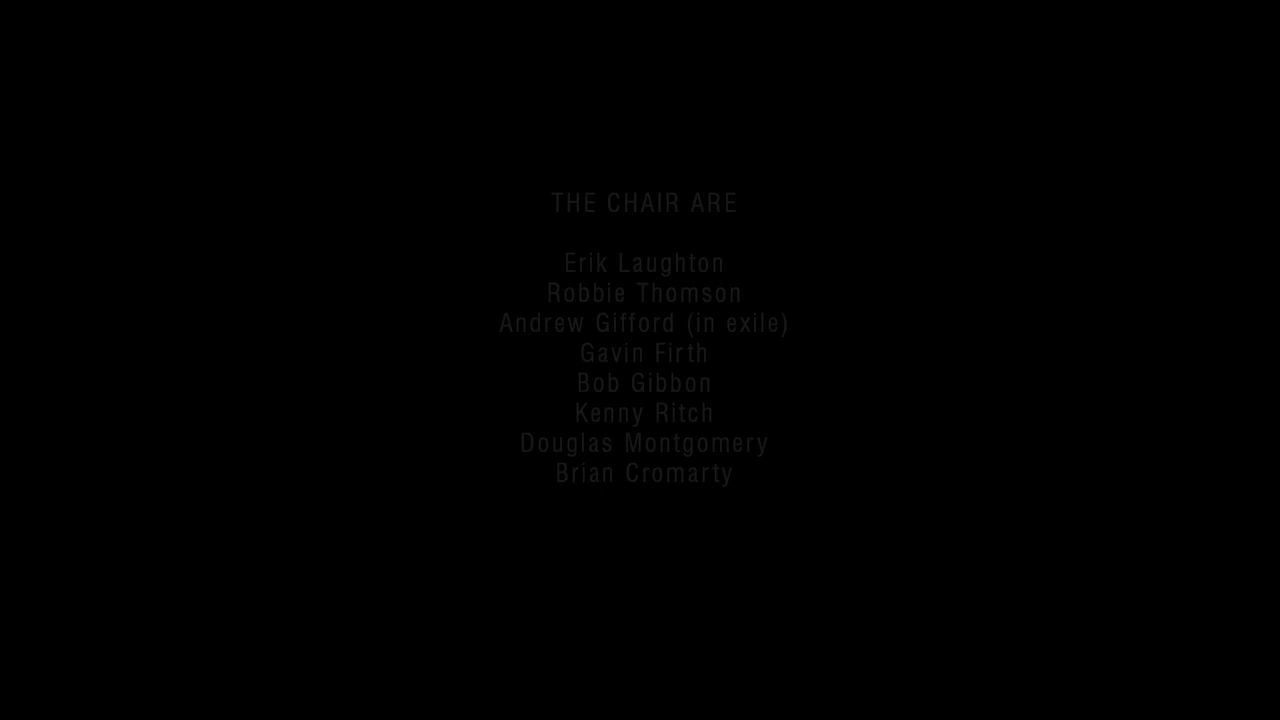 THE CHAIR ARE
Erik Laughton
Robbie Thomson
Andrew Gifford (in exile)
Gavin Firth
Bob Gibbon
Kenny Ritch
Douglas Montgomery
Brian Cromarty